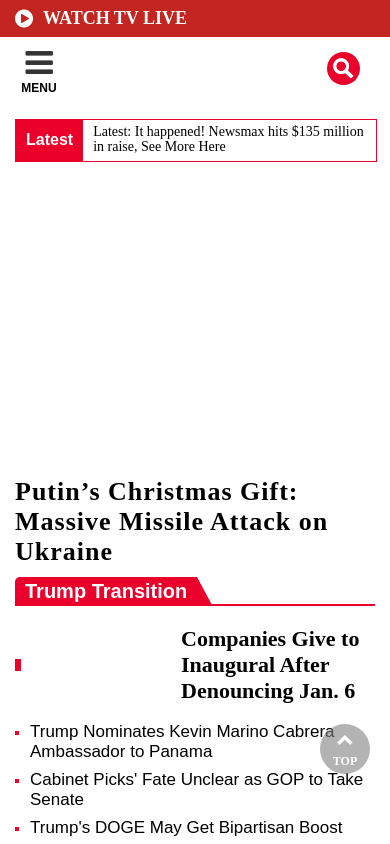 WATCH TV LIVE
MENU
Latest
Latest: It happened! Newsmax hits $135 million
in raise, See More Here
Putin’s Christmas Gift:
Massive Missile Attack on
Ukraine
Trump Transition
Companies Give to
Inaugural After
Denouncing Jan. 6
Trump Nominates Kevin Marino Cabrera
Ambassador to Panama
Cabinet Picks' Fate Unclear as GOP to Take
Senate
Trump's DOGE May Get Bipartisan Boost
TOP